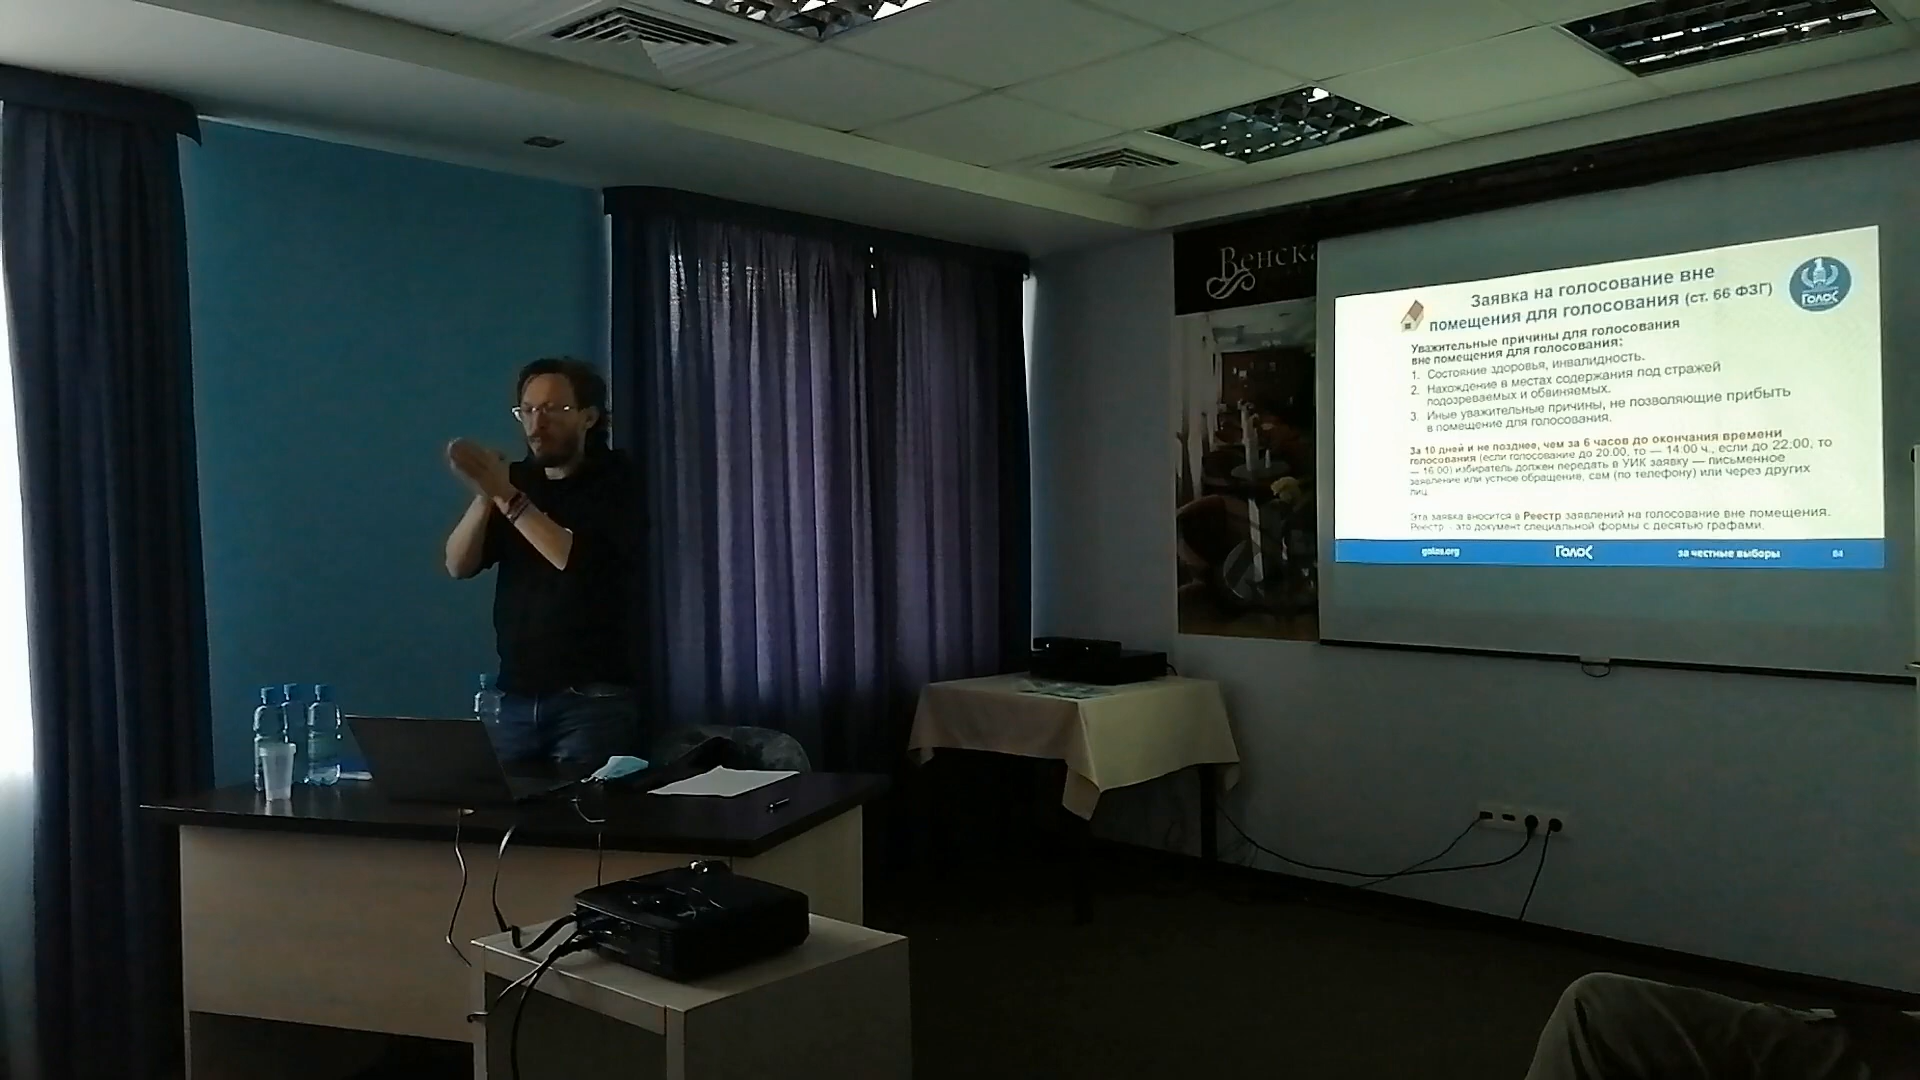 Венска
Заявка на голосование вне
помещения для голосования (ст. 66 ФЗГ)
Голос
Уважительные причины для голосования
вне помещения для голосования:
1. Состояние здоровья, инвалидность.
2. Нахождение в местах содержания под стражей
подозреваемых и обвиняемых.
3. Иные уважительные причины, не позволяющие прибыть
в помещение для голосования.
За 10 дней и не позднее, чем за 6 часов до окончания времени
голосования (если голосование до 20:00, то — 14:00 ч., если до 22:00, то
— 16:00) избиратель должен передать в УИК заявку — письменное
заявление или устное обращение, сам (по телефону) или через других
лиц.
Эта заявка вносится в Реестр заявлений на голосование вне помещения.
Реестр - это документ специальной формы с десятью графами.
golos.org Голос за честные выборы 64